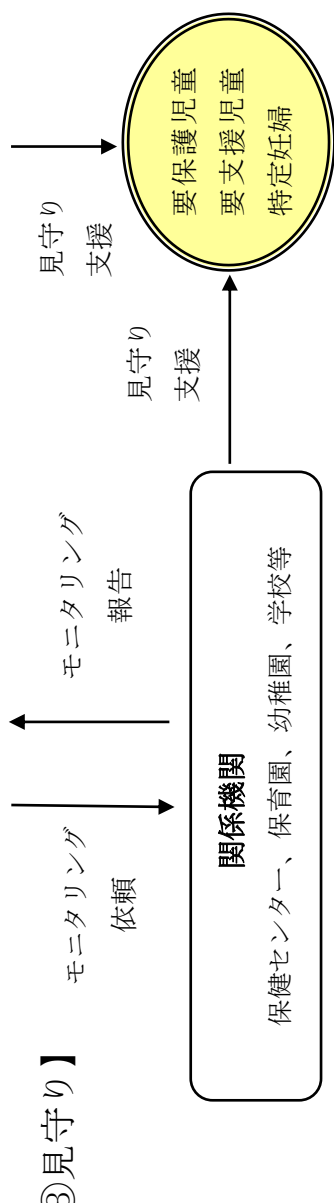 ③見守り】
モニタリング
依頼
モニタリング
報告
見守り
支援
見守り
支援
関係機関
保健センター、保育園、幼稚園、学校等
要保護児童
要支援児童
特定妊婦